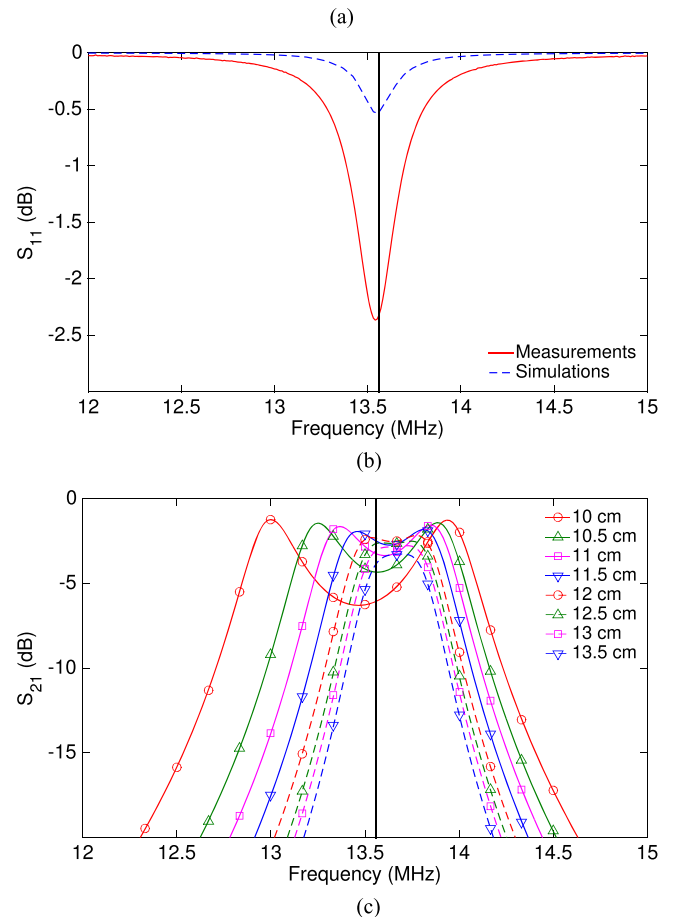 (a)
0
-0.5
-1
-1.5
-2
-2.5
S11 (dB)
Measurements
Simulations
12 12.5 13 13.5 14 14.5 15
Frequency (MHz)
(b)
0
-5
-10
-15
S21 (dB)
10 cm
10.5 cm
11 cm
11.5 cm
12 cm
12.5 cm
13 cm
13.5 cm
12 12.5 13 13.5 14 14.5 15
Frequency (MHz)
(c)